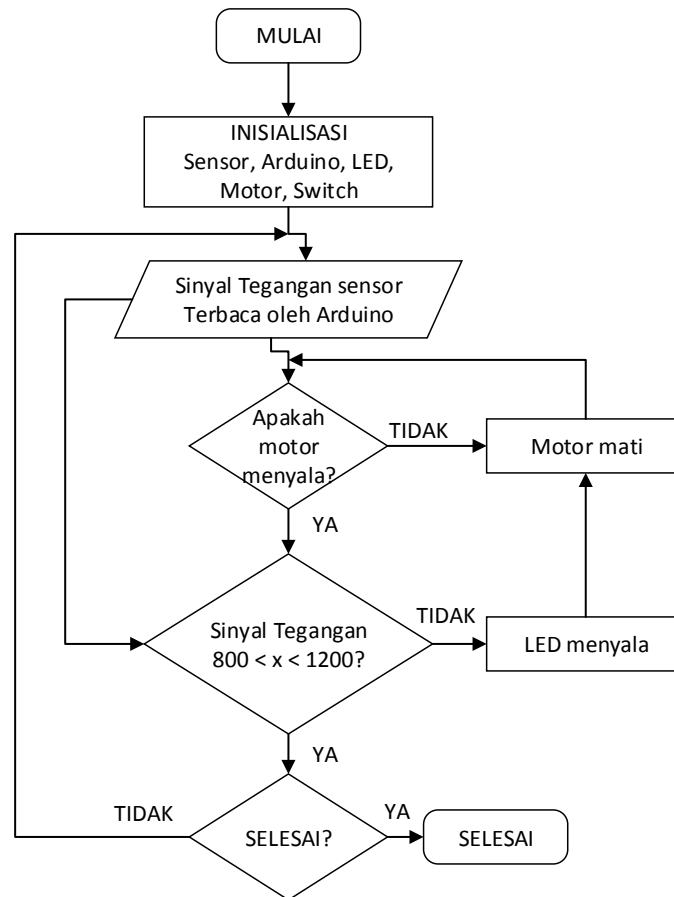 MULAI
INISIALISASI
Sensor, Arduino, LED,
Motor, Switch
Sinyal Tegangan sensor
Terbaca oleh Arduino
Apakah
motor
menyala?
TIDAK
Motor mati
YA
Sinyal Tegangan
800 < x < 1200?
TIDAK
LED menyala
YA
SELESAI?
TIDAK
YA
SELESAI